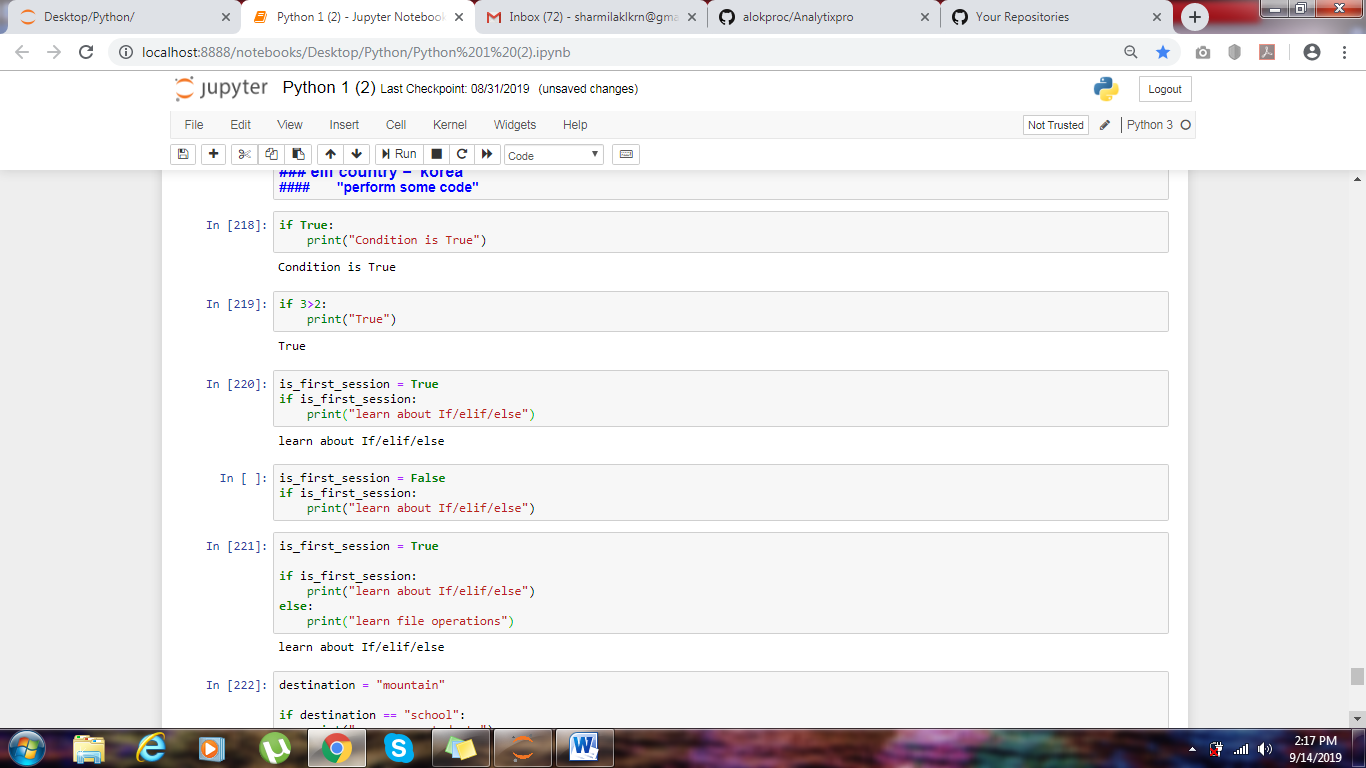 Desktop/Python/
Python 1 (2) - Jupyter Noteboo
Inbox (72) - sharmilaklkrn@gma
alokproc/Analytixpro
Your Repositories
localhost:8888/notebooks/Desktop/Python/Python%201%20(2).ipynb
jupyter Python 1 (2) Last Checkpoint: 08/31/2019 (unsaved changes)
Logout
File Edit View Insert Cell Kernel Widgets Help
Not Trusted Python 3
Run Code
### elif country = "korea"
#### "perform some code"
In [218]: if True:
print("Condition is True")
Condition is True
In [219]: if 3>2:
print("True")
True
In [220]: is_first_session = True
if is_first_session:
print("learn about If/elif/else")
learn about If/elif/else
In [ ]: is_first_session = False
if is_first_session:
print("learn about If/elif/else")
In [221]: is_first_session = True
if is_first_session:
print("learn about If/elif/else")
else:
print("learn file operations")
learn about If/elif/else
In [222]: destination = "mountain"
if destination == "school":
2:17 PM
9/14/2019